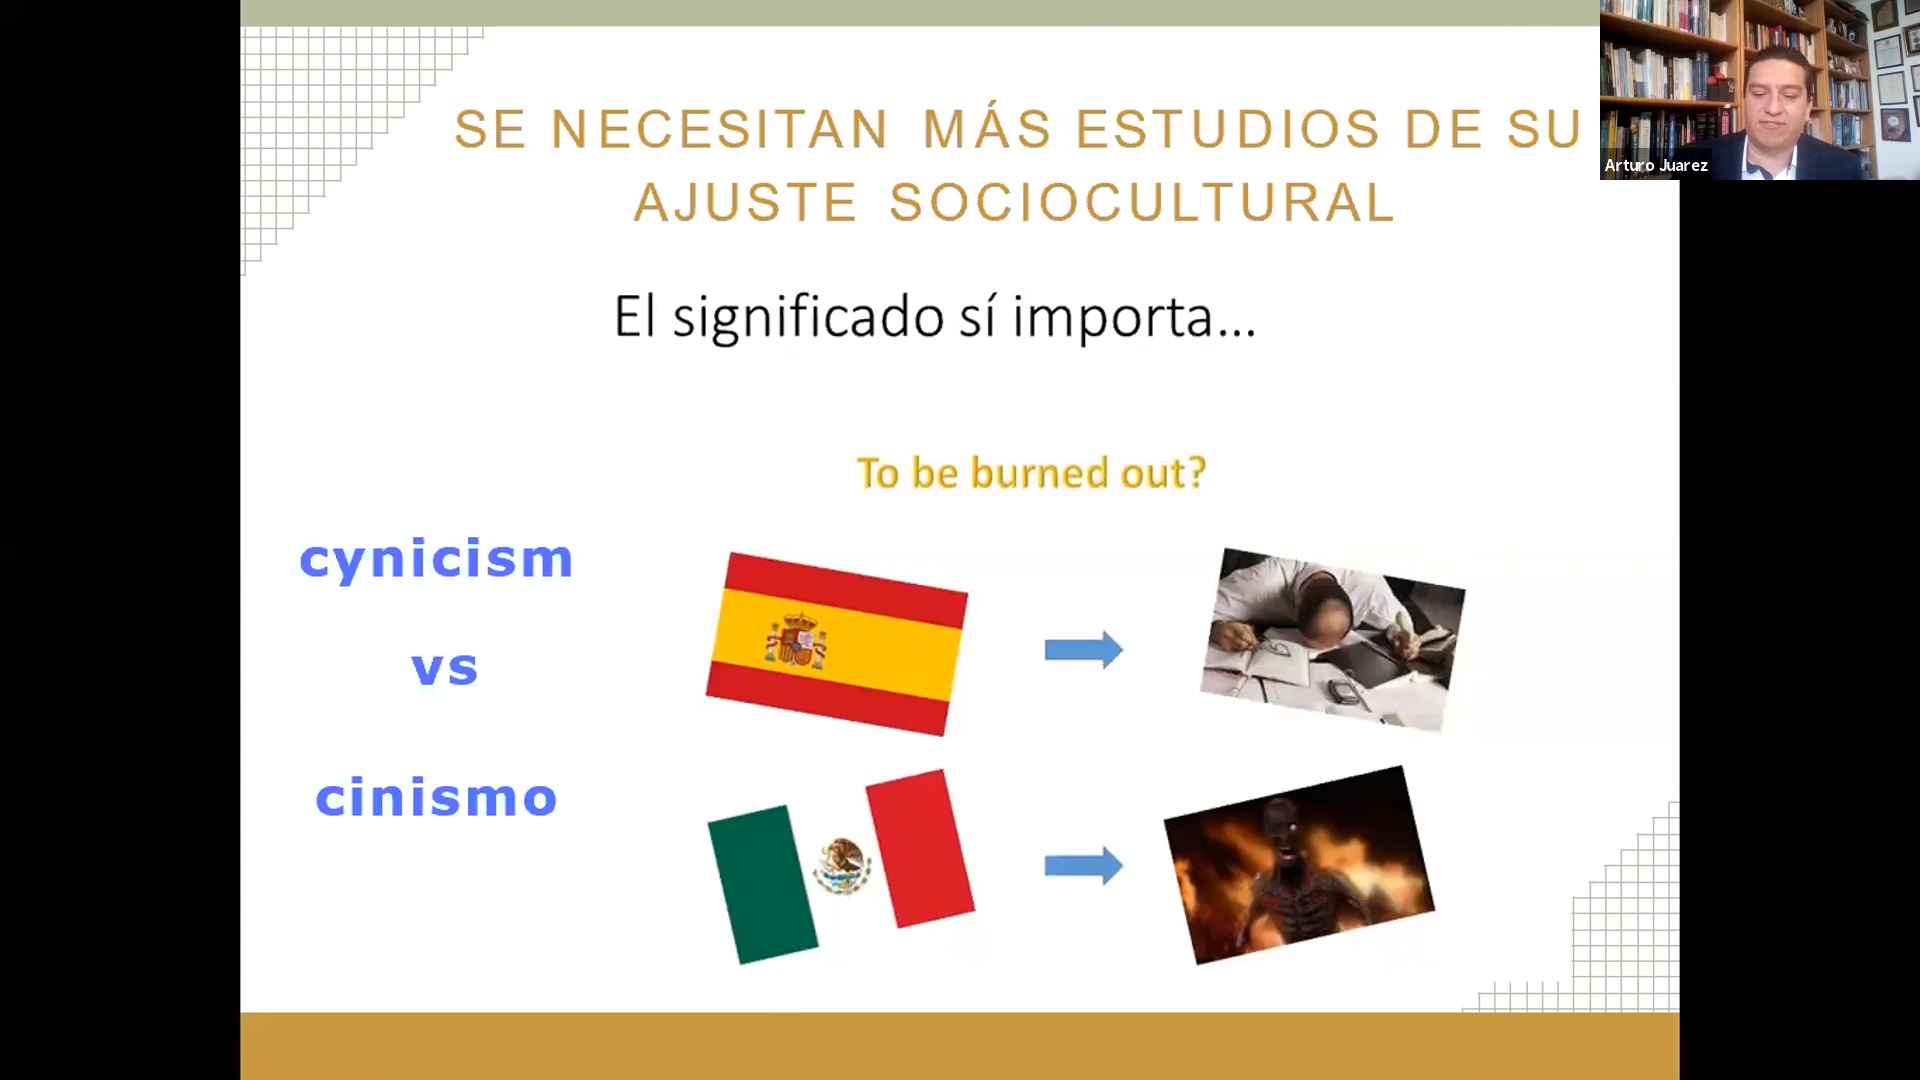 SE NECESITAN MÁS ESTUDIOS DE SU
AJUSTE SOCIOCULTURAL
Arturo Juarez
El significado sí importa...
To be burned out?
cynicism
vs
cinismo